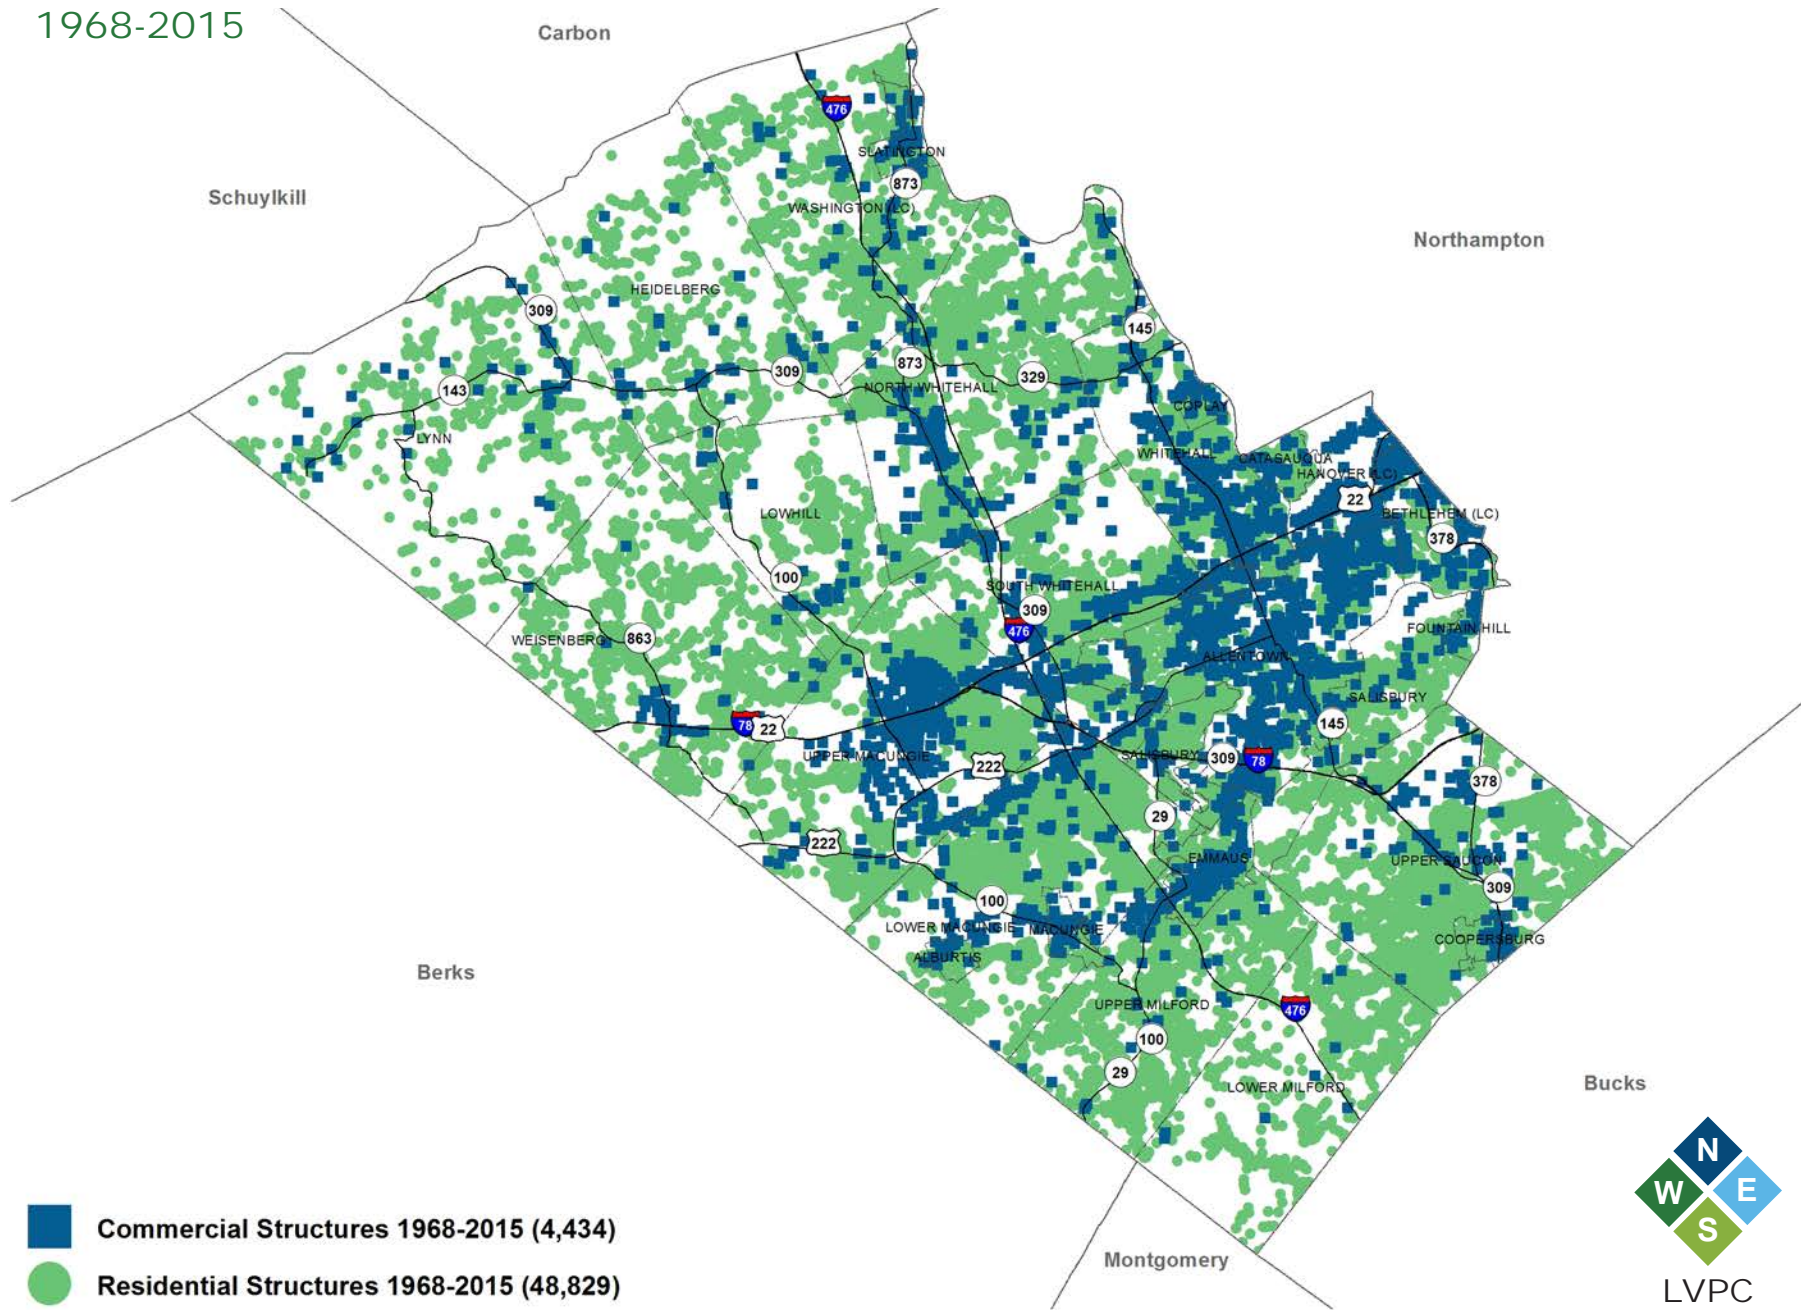 1968-2015
Carbon
476
SLATINGTON
873
Schuylkill
WASHINGTON (LC)
Northampton
HEIDELBERG
309
145
873
309
329
143
NORTH WHITEHALL
COPLAY
LYNN
WHITEHALL
CATASAUQUA
HANOVER (LC)
22
LOWHILL
BETHLEHEM (LC)
378
100
SOUTH WHITEHALL
309
476
FOUNTAIN HILL
WEISENBERG
863
ALLENTOWN
SALISBURY
78
22
145
UPPER MACUNGIE
SALISBURY
309
78
222
378
29
222
EMMAUS
UPPER SAUCON
309
100
LOWER MACUNGIE
MACUNGIE
COOPERSBURG
ALBURTIS
Berks
UPPER MILFORD
476
100
29
LOWER MILFORD
Bucks
N
W
E
S
LVPC
Commercial Structures 1968-2015 (4,434)
Montgomery
Residential Structures 1968-2015 (48,829)